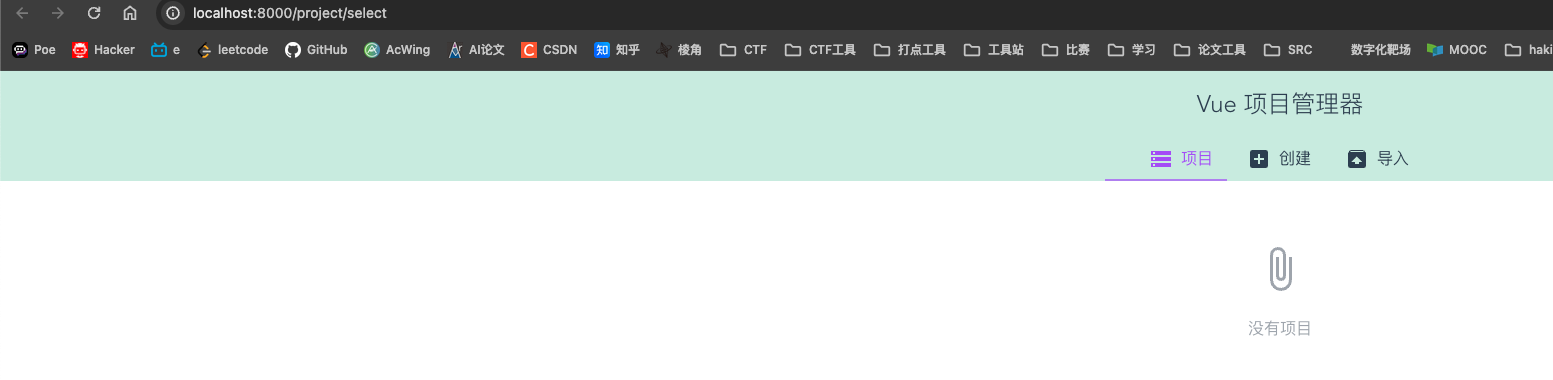 localhost:8000/project/select
Poe Hacker e leetcode GitHub AcWing AI论文 CSDN 知乎 棱角 CTF CTF工具 打点工具 工具站 比赛 学习 论文工具 SRC 数字化靶场 MOOC haki
Vue 项目管理器
项目 创建 导入
没有项目